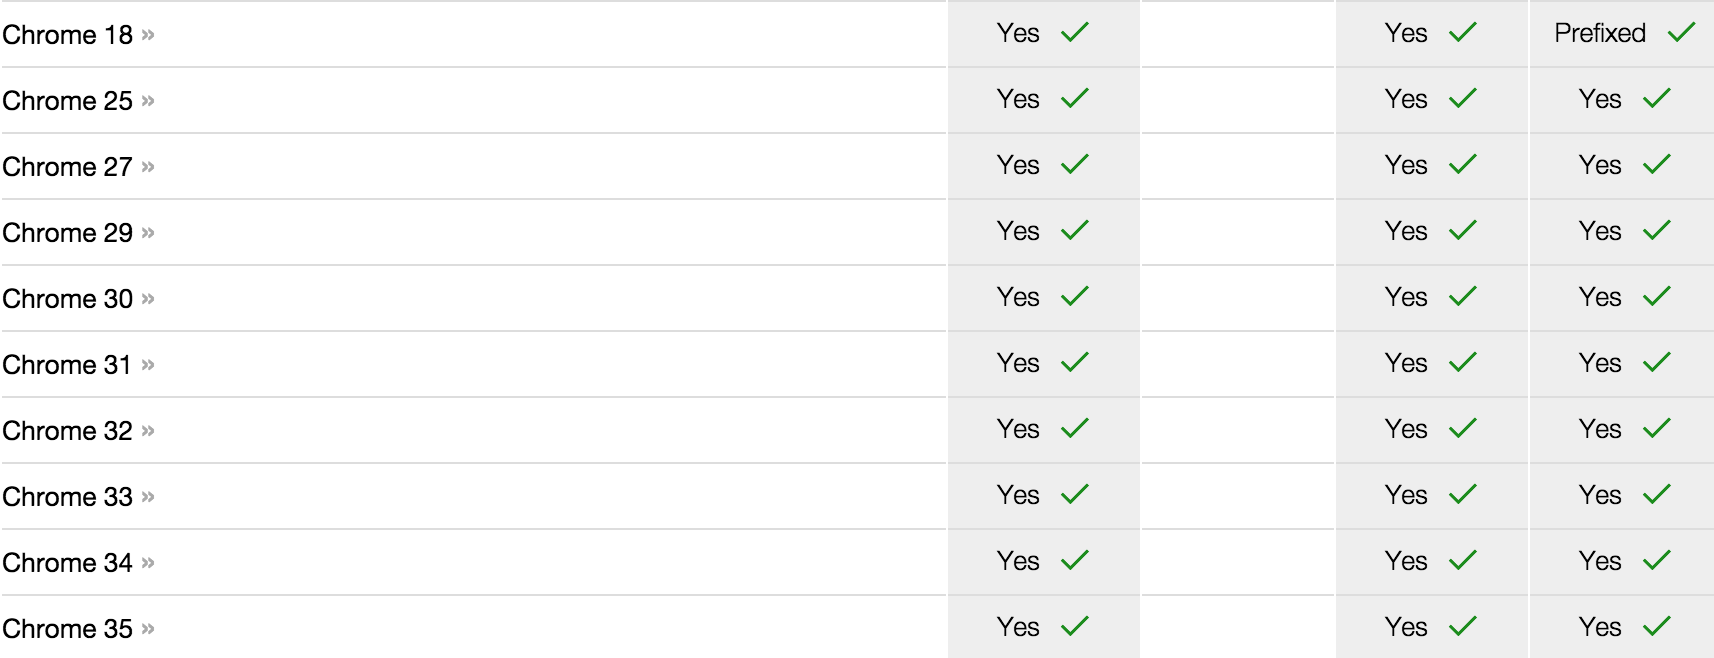 Chrome 18 » Yes ✓ Yes ✓ Prefixed ✓
Chrome 25 » Yes ✓ Yes ✓ Yes ✓
Chrome 27 » Yes ✓ Yes ✓ Yes ✓
Chrome 29 » Yes ✓ Yes ✓ Yes ✓
Chrome 30 » Yes ✓ Yes ✓ Yes ✓
Chrome 31 » Yes ✓ Yes ✓ Yes ✓
Chrome 32 » Yes ✓ Yes ✓ Yes ✓
Chrome 33 » Yes ✓ Yes ✓ Yes ✓
Chrome 34 » Yes ✓ Yes ✓ Yes ✓
Chrome 35 » Yes ✓ Yes ✓ Yes ✓